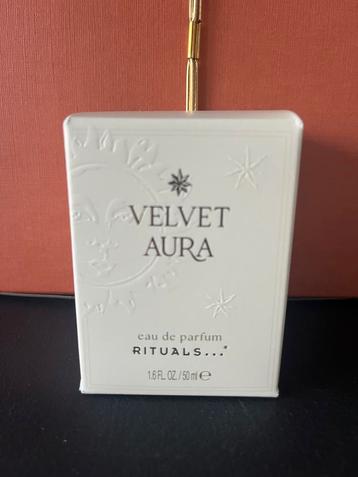 VELVET
AURA
eau de parfum
RITUALS...*
1.6 FL. OZ. / 50 ml ℮